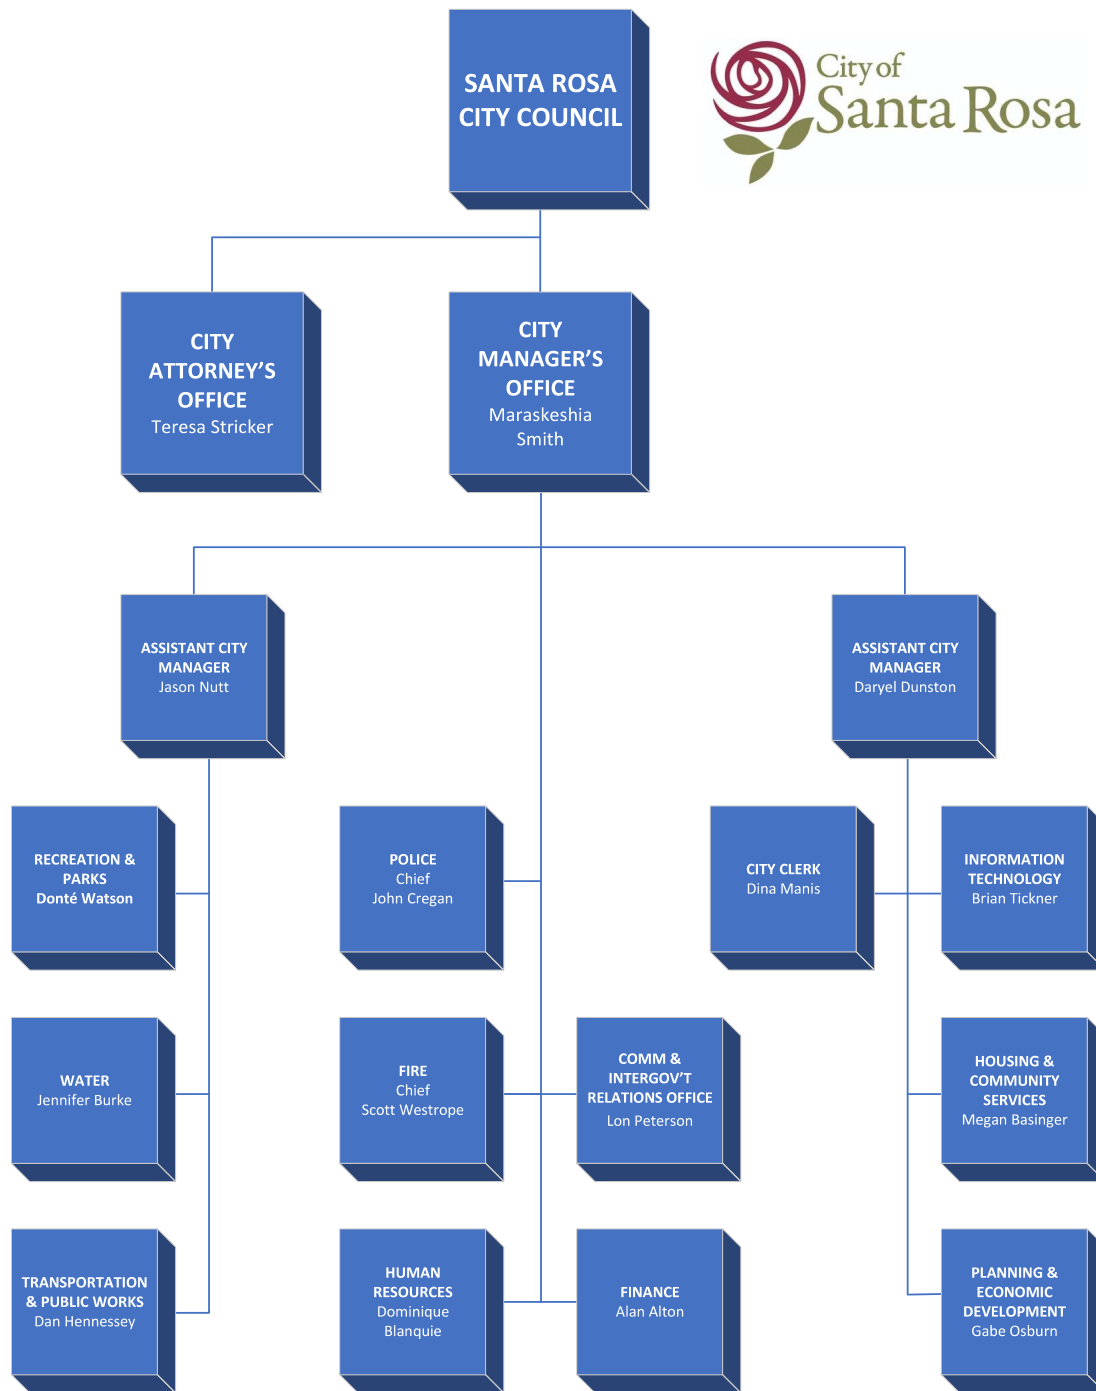 SANTA ROSA
CITY COUNCIL
City of
Santa Rosa
CITY
ATTORNEY’S
OFFICE
Teresa Stricker
CITY
MANAGER’S
OFFICE
Maraskeshia
Smith
ASSISTANT CITY
MANAGER
Jason Nutt
ASSISTANT CITY
MANAGER
Daryel Dunston
RECREATION &
PARKS
Donté Watson
POLICE
Chief
John Cregan
CITY CLERK
Dina Manis
INFORMATION
TECHNOLOGY
Brian Tickner
WATER
Jennifer Burke
FIRE
Chief
Scott Westrope
COMM &
INTERGOV’T
RELATIONS OFFICE
Lon Peterson
HOUSING &
COMMUNITY
SERVICES
Megan Basinger
TRANSPORTATION
& PUBLIC WORKS
Dan Hennessey
HUMAN
RESOURCES
Dominique
Blanquie
FINANCE
Alan Alton
PLANNING &
ECONOMIC
DEVELOPMENT
Gabe Osburn